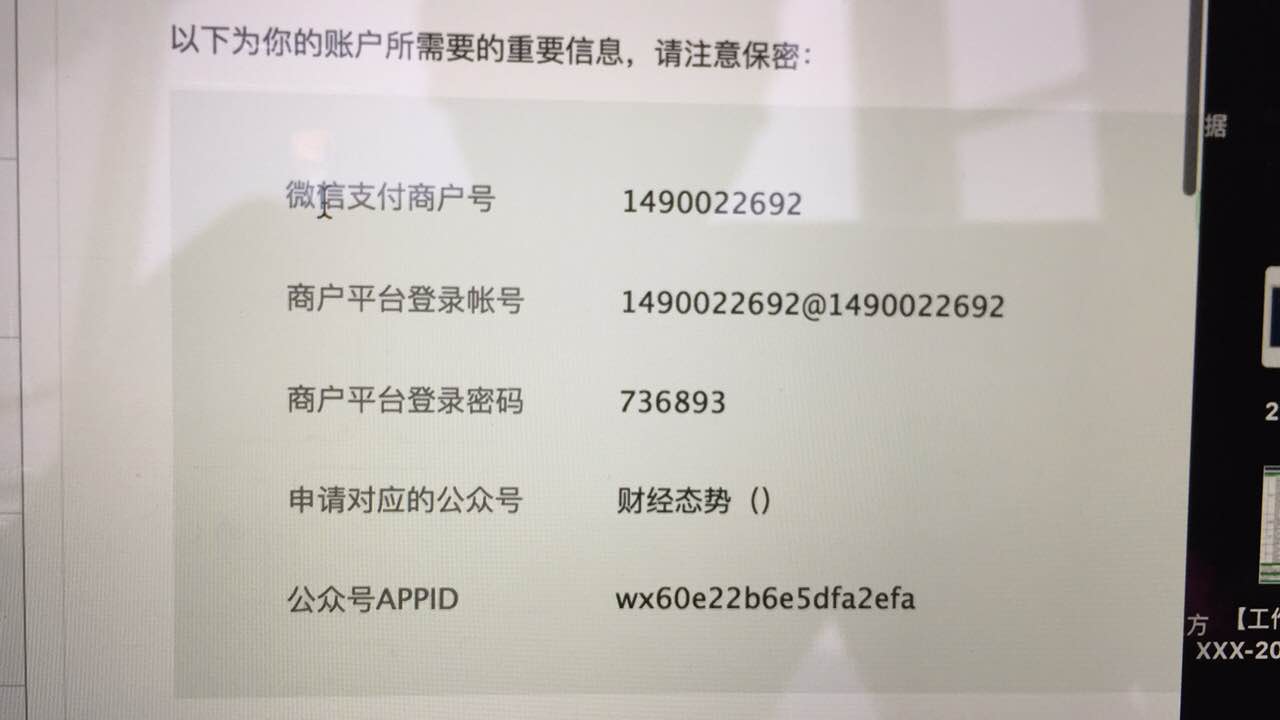 以下为你的账户所需要的重要信息，请注意保密：
微信支付商户号 1490022692
商户平台登录帐号 1490022692@1490022692
商户平台登录密码 736893
申请对应的公众号 财经态势（）
公众号APPID wx60e22b6e5dfa2efa
据
2
方 【工作
XXX-20